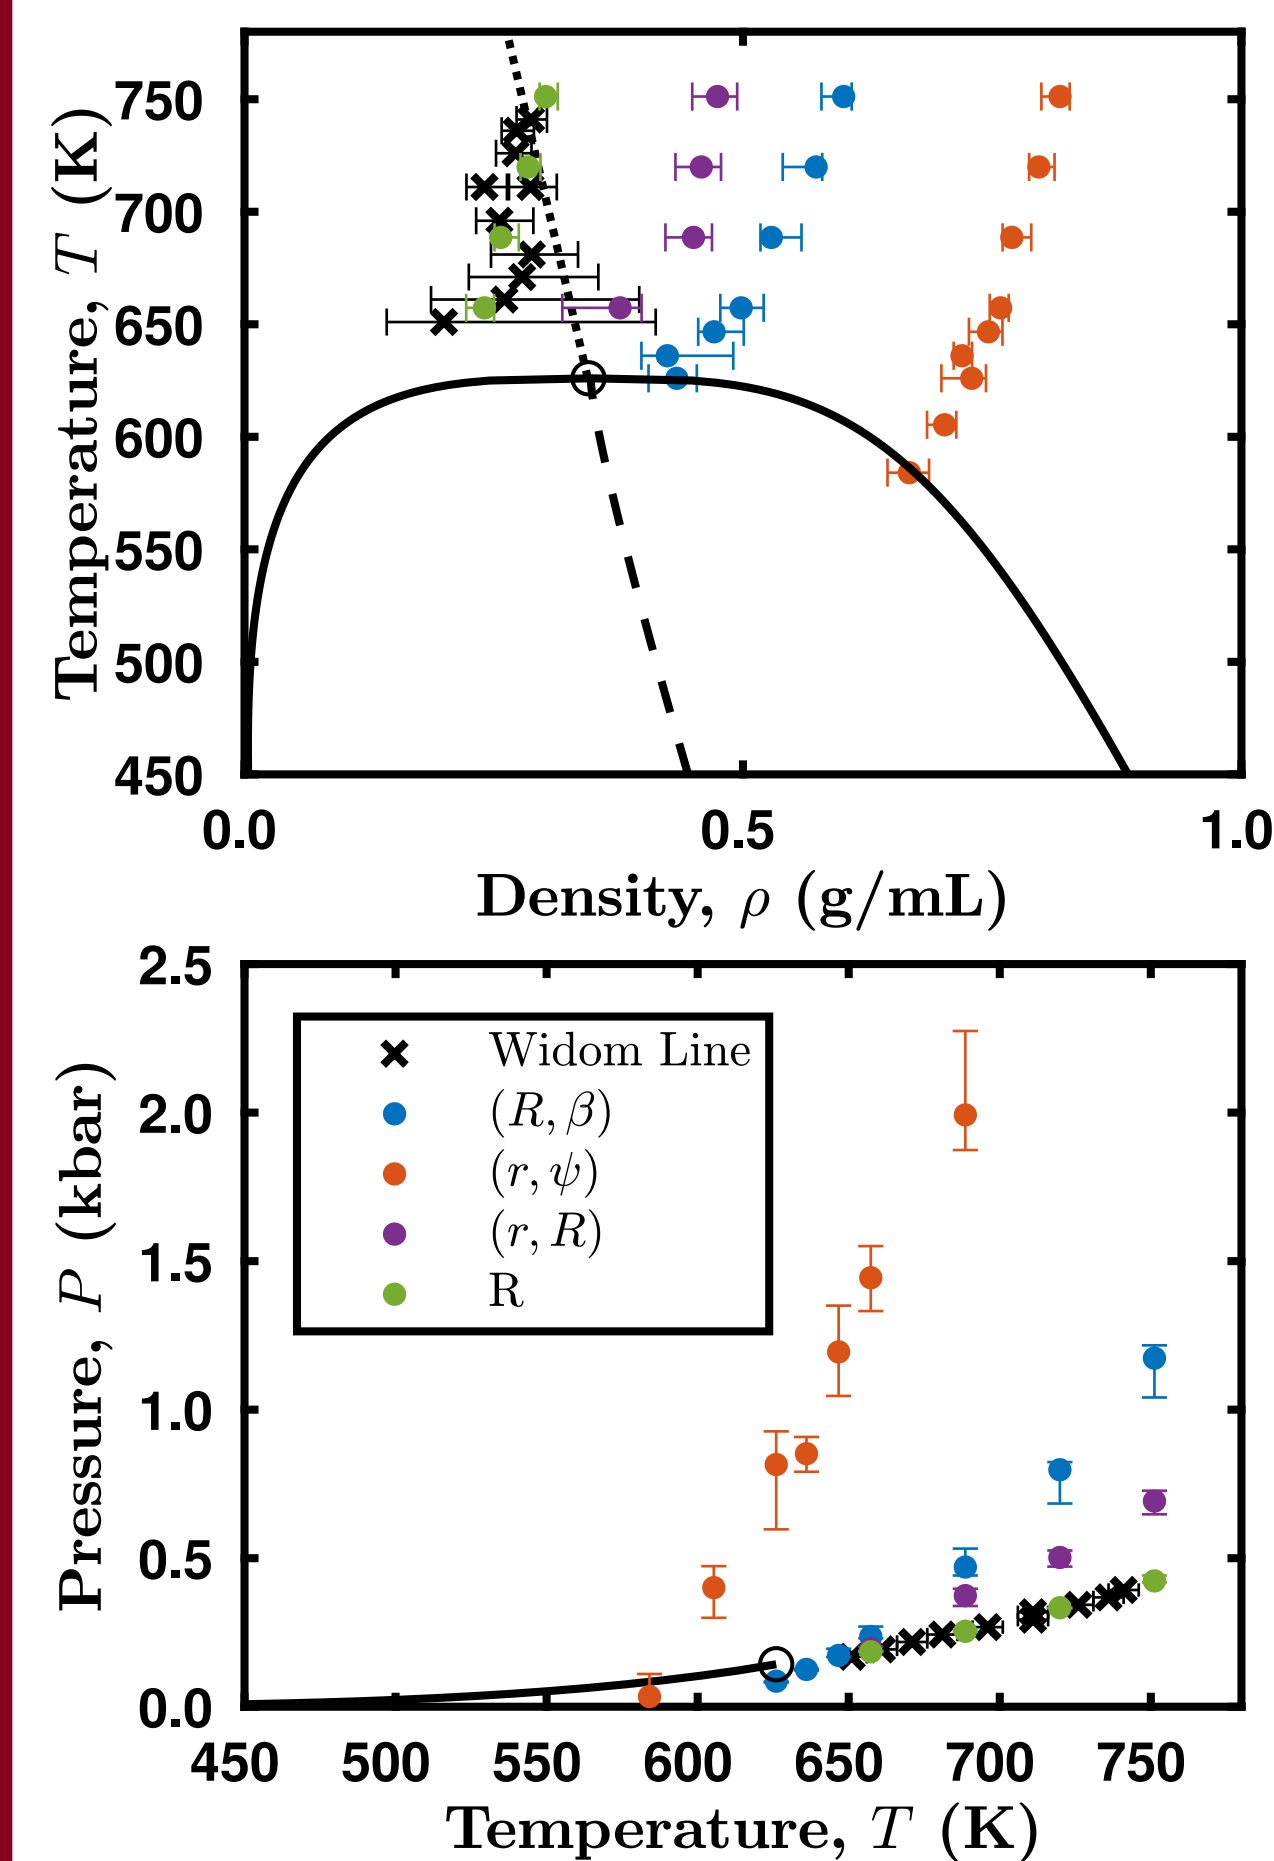 Temperature, T (K)
750
700
650
600
550
500
450
0.0 0.5 1.0
Density, ρ (g/mL)
Pressure, P (kbar)
2.5
2.0
1.5
1.0
0.5
0.0
Widom Line
(R, β)
(r, ψ)
(r, R)
R
450 500 550 600 650 700 750
Temperature, T (K)